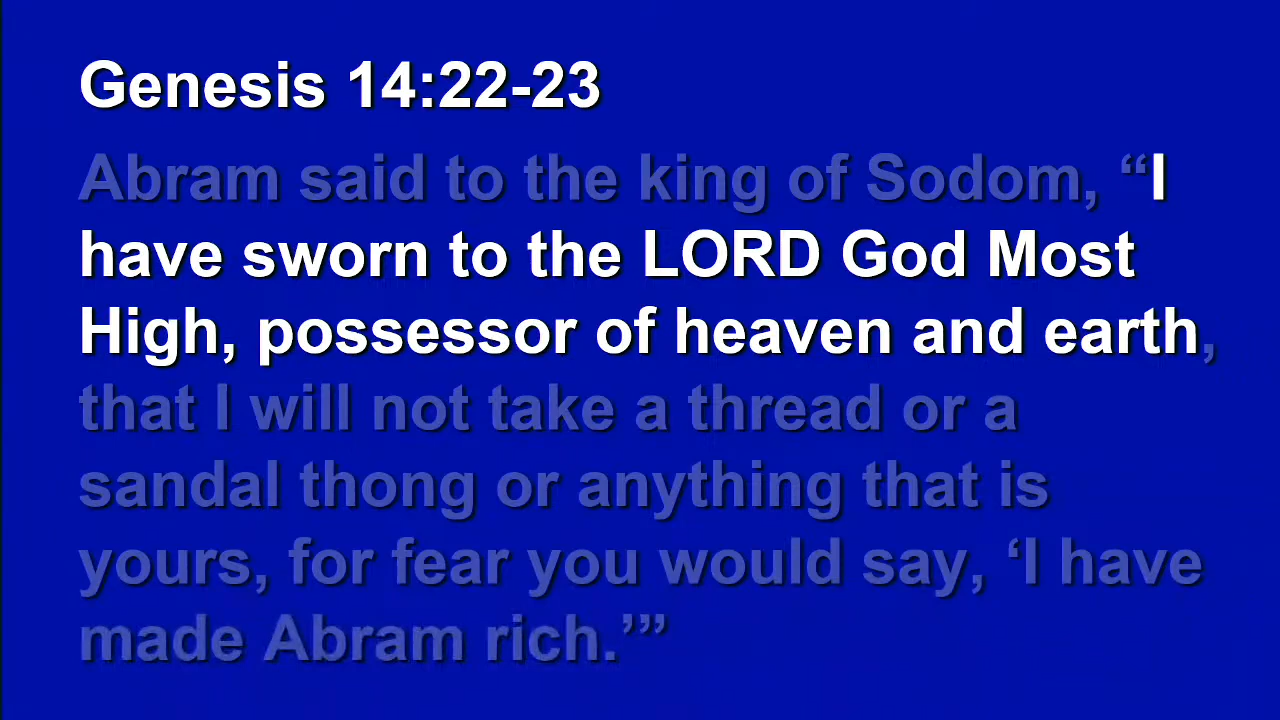 Genesis 14:22-23
Abram said to the king of Sodom, “I
have sworn to the LORD God Most
High, possessor of heaven and earth,
that I will not take a thread or a
sandal thong or anything that is
yours, for fear you would say, ‘I have
made Abram rich.’”